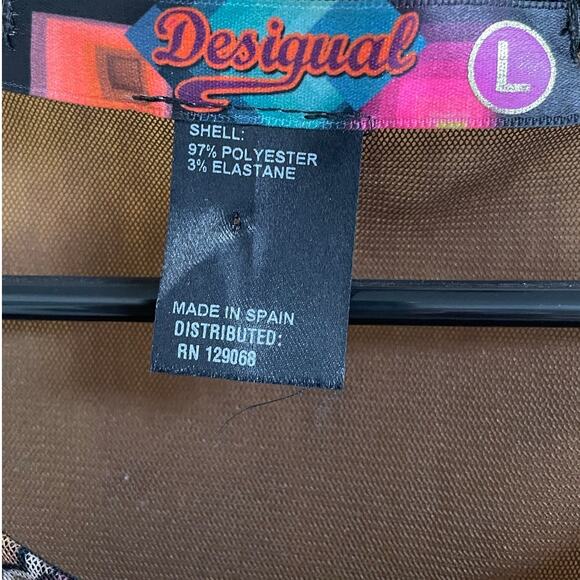 Desigual
L
SHELL:
97% POLYESTER
3% ELASTANE
MADE IN SPAIN
DISTRIBUTED:
RN 129068